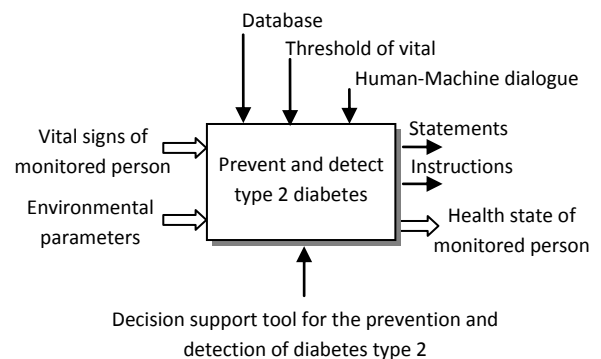 Database
Threshold of vital
Human-Machine dialogue
Vital signs of
monitored person
Environmental
parameters
Prevent and detect
type 2 diabetes
Statements
Instructions
Health state of
monitored person
Decision support tool for the prevention and
detection of diabetes type 2